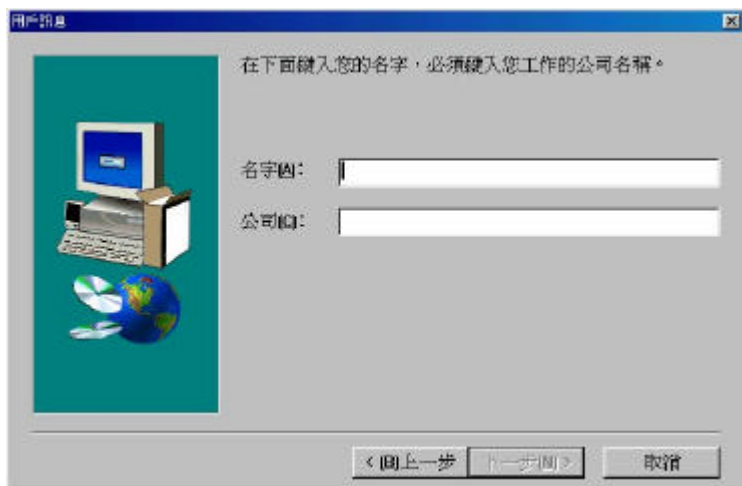 用戶訊息
在下面鍵入您的名字，必須鍵入您工作的公司名稱。
名字(A):
公司(C):
< (B)上一步 下一步(N) > 取消